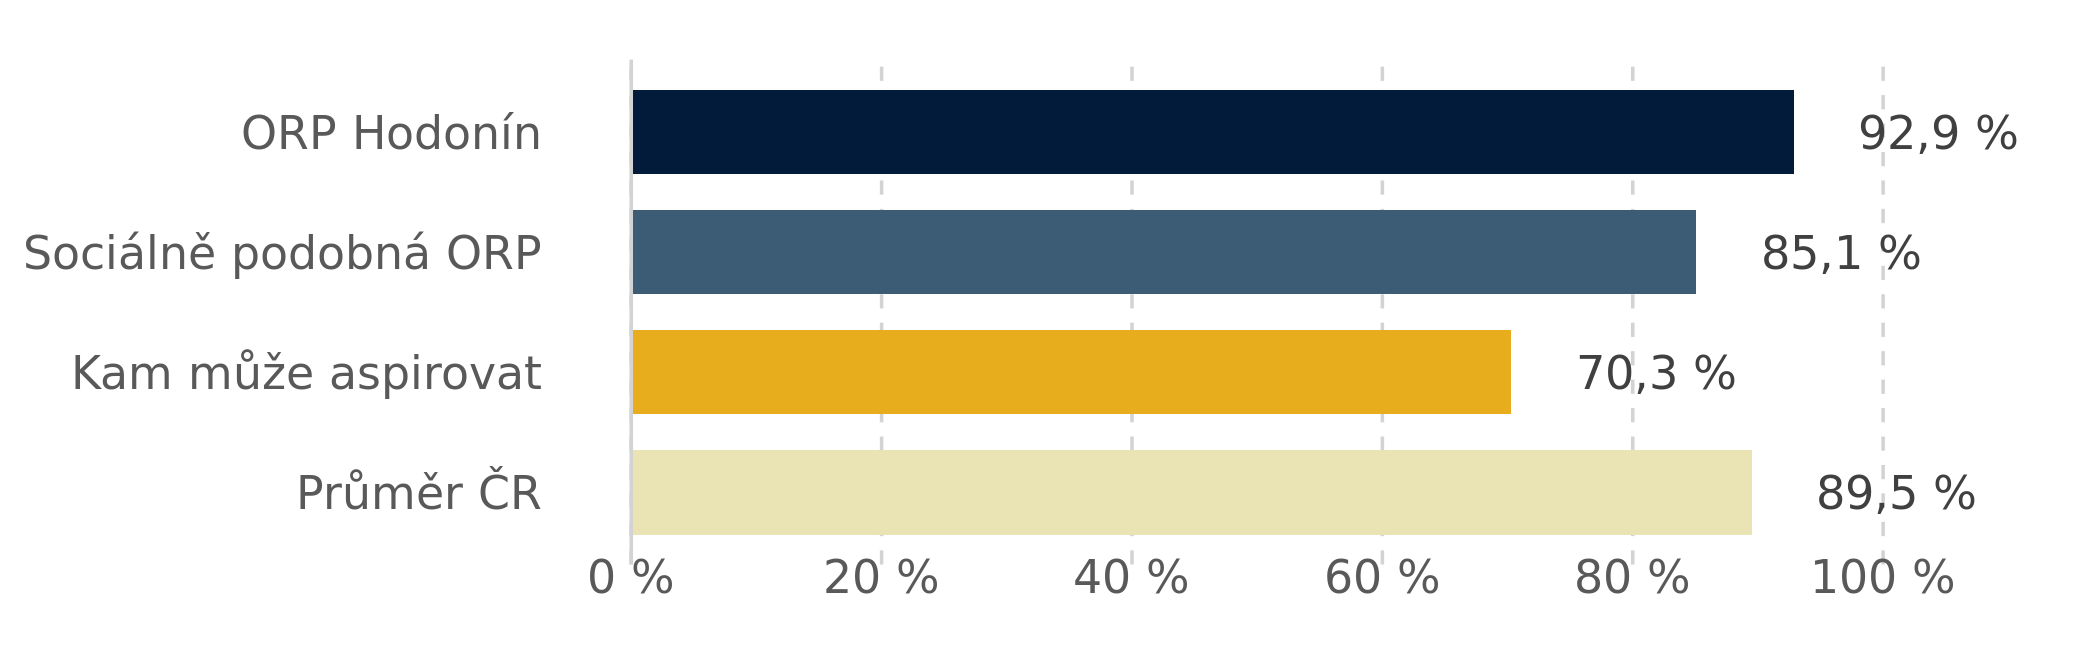 ORP Hodonín 92,9 %
Sociálně podobná ORP 85,1 %
Kam může aspirovat 70,3 %
Průměr ČR 89,5 %
0 % 20 % 40 % 60 % 80 % 100 %